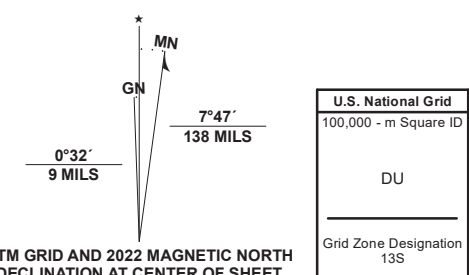 ★
MN
GN
7°47´
138 MILS
0°32´
9 MILS
TM GRID AND 2022 MAGNETIC NORTH
DECLINATION AT CENTER OF SHEET
U.S. National Grid
100,000 - m Square ID
DU
Grid Zone Designation
13S